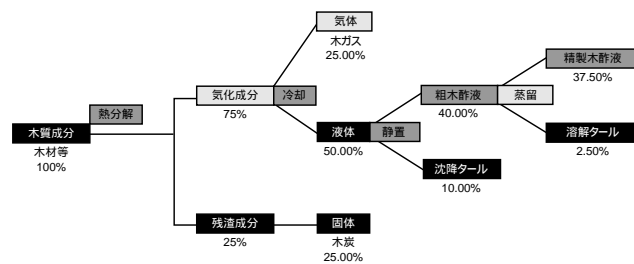 気体
木ガス
25.00%
精製木酢液
37.50%
気化成分
冷却
75%
粗木酢液
蒸留
40.00%
熱分解
木質成分
木材等
100%
液体
静置
50.00%
溶解タール
2.50%
沈降タール
10.00%
残渣成分
25%
固体
木炭
25.00%